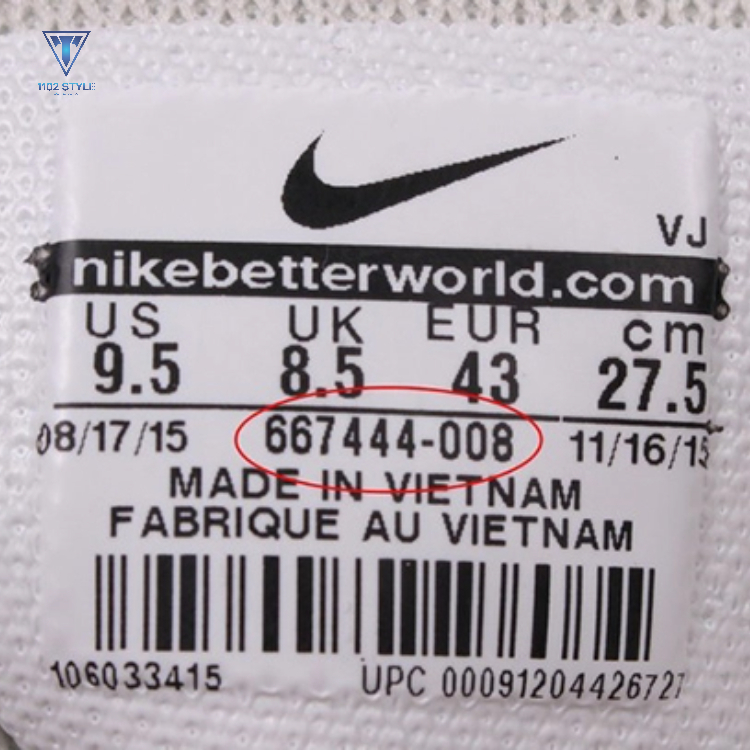 1102 STYLE
VJ
nikebetterworld.com
US UK EUR cm
9.5 8.5 43 27.5
08/17/15 667444-008 11/16/15
MADE IN VIETNAM
FABRIQUE AU VIETNAM
106033415 UPC 00091204426727